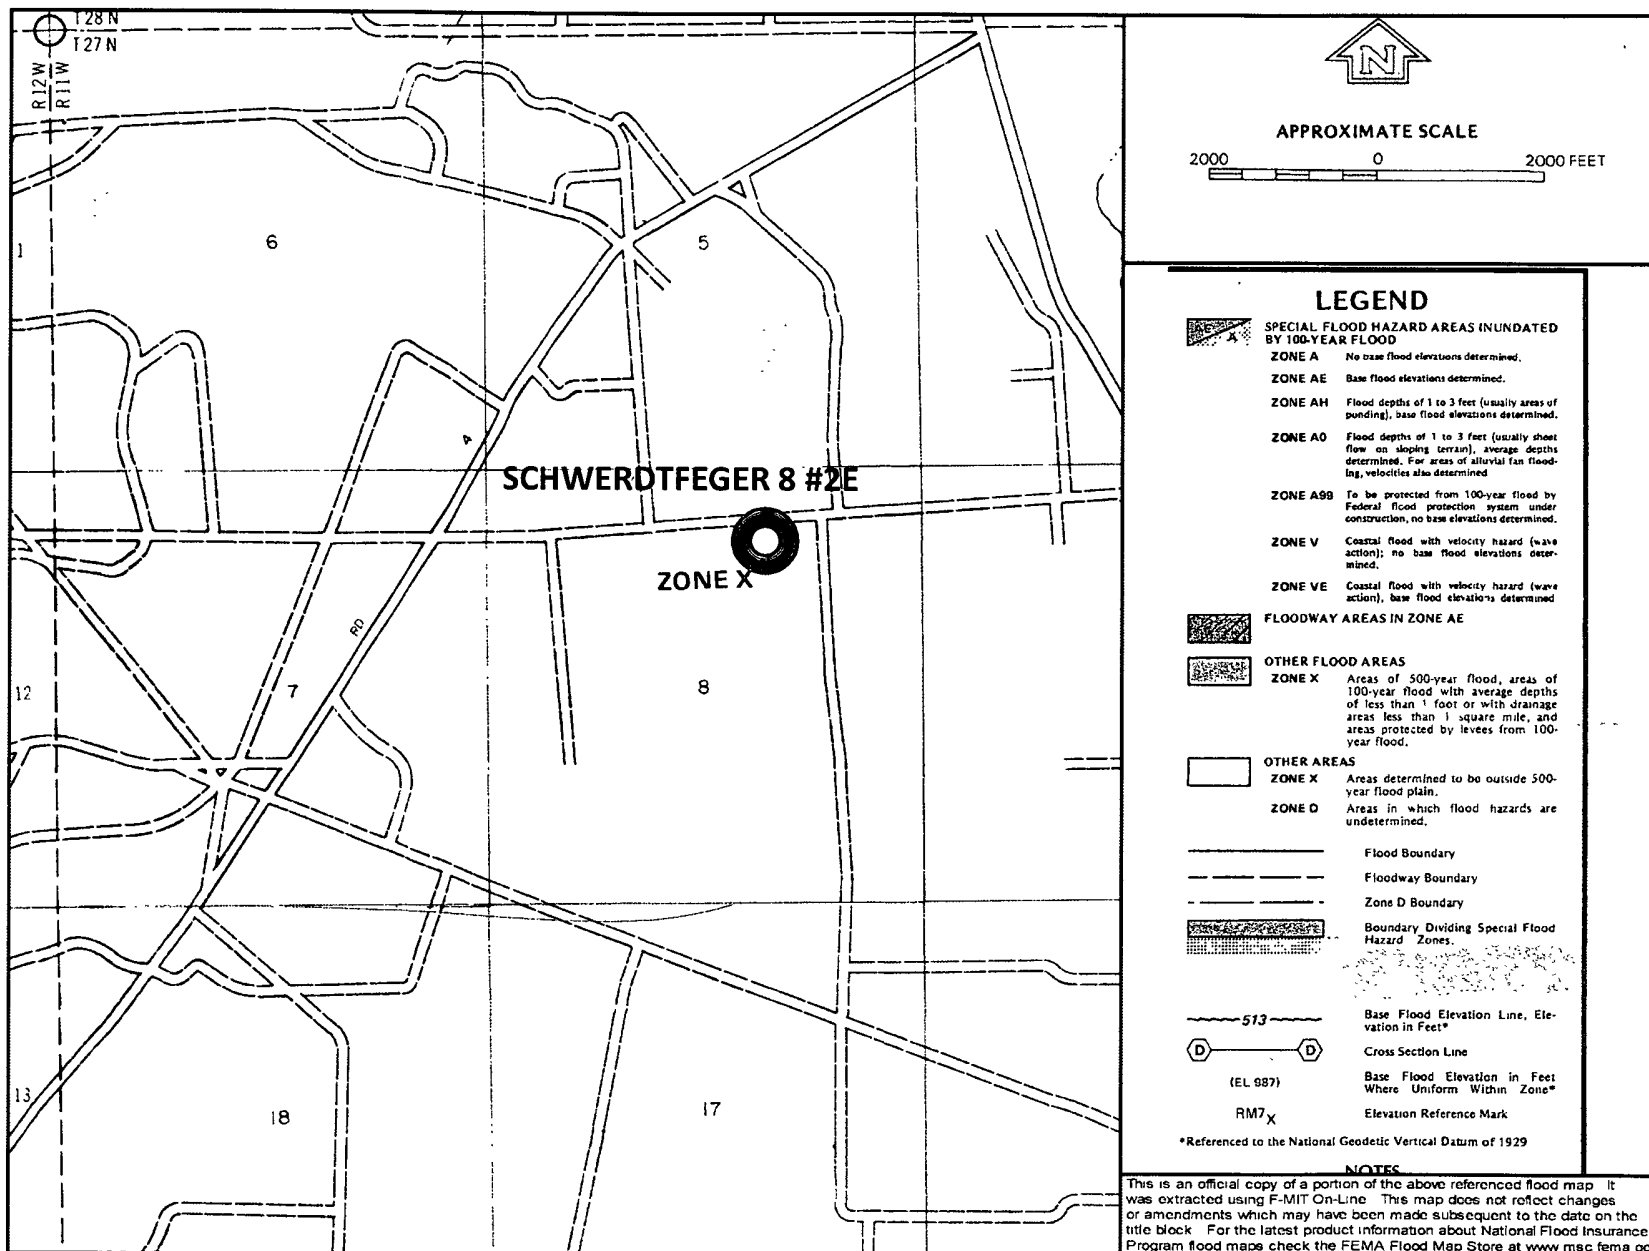 T28N
T27N
R12W
R11W
1
6
5
4
SCHWERDTFEGER 8 #2E
ZONE X
RD
12
7
8
13
18
17
N
APPROXIMATE SCALE
2000 0 2000 FEET
LEGEND
AE
A
SPECIAL FLOOD HAZARD AREAS INUNDATED
BY 100-YEAR FLOOD
ZONE A No base flood elevations determined.
ZONE AE Base flood elevations determined.
ZONE AH Flood depths of 1 to 3 feet (usually areas of
ponding), base flood elevations determined.
ZONE AO Flood depths of 1 to 3 feet (usually sheet
flow on sloping terrain), average depths
determined. For areas of alluvial fan flood-
ing, velocities also determined
ZONE A99 To be protected from 100-year flood by
Federal flood protection system under
construction, no base elevations determined.
ZONE V Coastal flood with velocity hazard (wave
action); no base flood elevations deter-
mined.
ZONE VE Coastal flood with velocity hazard (wave
action), base flood elevations determined
FLOODWAY AREAS IN ZONE AE
OTHER FLOOD AREAS
ZONE X Areas of 500-year flood, areas of
100-year flood with average depths
of less than 1 foot or with drainage
areas less than 1 square mile, and
areas protected by levees from 100-
year flood.
OTHER AREAS
ZONE X Areas determined to be outside 500-
year flood plain.
ZONE D Areas in which flood hazards are
undetermined.
Flood Boundary
Floodway Boundary
Zone D Boundary
Boundary Dividing Special Flood
Hazard Zones.
513 Base Flood Elevation Line, Ele-
vation in Feet*
D D Cross Section Line
(EL 987) Base Flood Elevation in Feet
Where Uniform Within Zone*
RM7X Elevation Reference Mark
*Referenced to the National Geodetic Vertical Datum of 1929
NOTES
This is an official copy of a portion of the above referenced flood map It
was extracted using F-MIT On-Line This map does not reflect changes
or amendments which may have been made subsequent to the date on the
title block For the latest product information about National Flood Insurance
Program flood maps check the FEMA Flood Map Store at www msc fema go